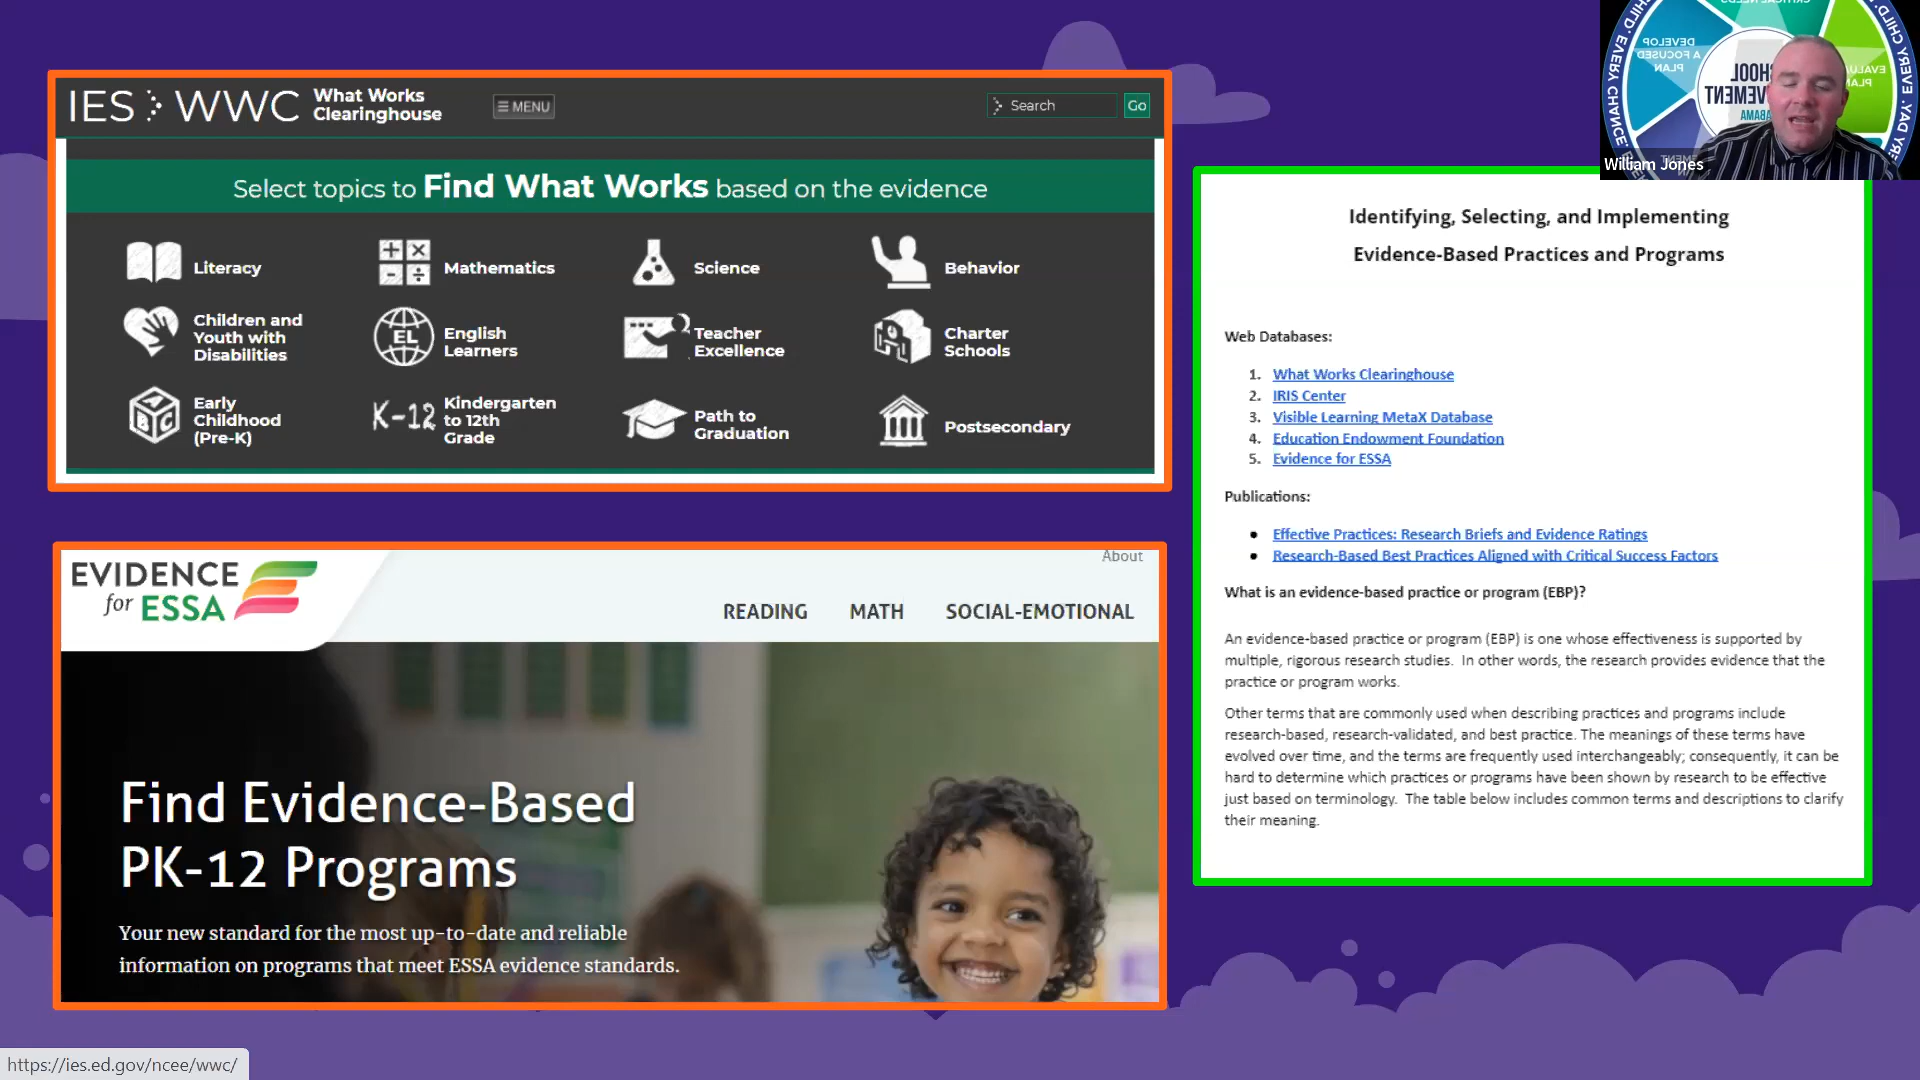 IES WWC What Works
Clearinghouse
MENU
Search
Go
Select topics to Find What Works based on the evidence
Literacy
Mathematics
Science
Behavior
Children and
Youth with
Disabilities
EL
English
Learners
Teacher
Excellence
Charter
Schools
ABC
Early
Childhood
(Pre-K)
K-12
Kindergarten
to 12th
Grade
Path to
Graduation
Postsecondary
EVIDENCE
for ESSA
About
READING MATH SOCIAL-EMOTIONAL
Find Evidence-Based
PK-12 Programs
Your new standard for the most up-to-date and reliable
information on programs that meet ESSA evidence standards.
https://ies.ed.gov/ncee/wwc/
DEVELOP
A FOCUSED
PLAN
William Jones
Identifying, Selecting, and Implementing
Evidence-Based Practices and Programs
Web Databases:
1. What Works Clearinghouse
2. IRIS Center
3. Visible Learning MetaX Database
4. Education Endowment Foundation
5. Evidence for ESSA
Publications:
• Effective Practices: Research Briefs and Evidence Ratings
• Research-Based Best Practices Aligned with Critical Success Factors
What is an evidence-based practice or program (EBP)?
An evidence-based practice or program (EBP) is one whose effectiveness is supported by
multiple, rigorous research studies. In other words, the research provides evidence that the
practice or program works.
Other terms that are commonly used when describing practices and programs include
research-based, research-validated, and best practice. The meanings of these terms have
evolved over time, and the terms are frequently used interchangeably; consequently, it can be
hard to determine which practices or programs have been shown by research to be effective
just based on terminology. The table below includes common terms and descriptions to clarify
their meaning.